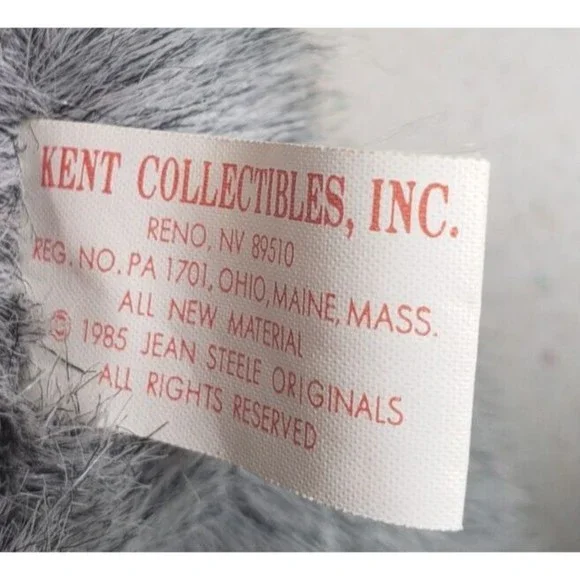 KENT COLLECTIBLES, INC.
RENO, NV 89510
REG. NO. PA 1701, OHIO, MAINE, MASS.
ALL NEW MATERIAL
© 1985 JEAN STEELE ORIGINALS
ALL RIGHTS RESERVED